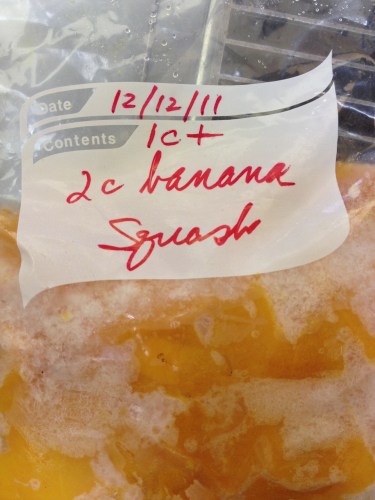 Date 12/12/11
Contents 1c+
2c banana
Squash